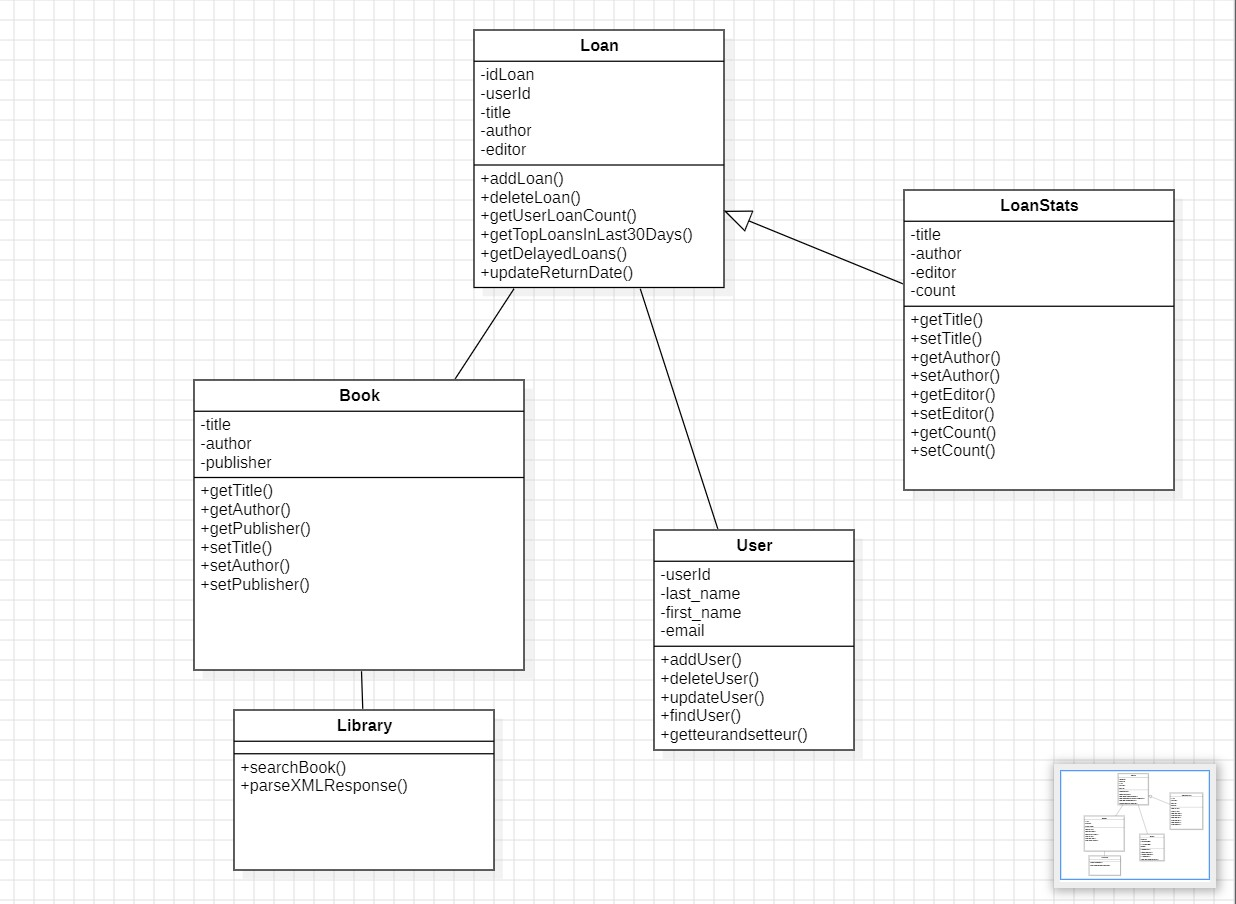 Loan
-idLoan
-userId
-title
-author
-editor
+addLoan()
+deleteLoan()
+getUserLoanCount()
+getTopLoansInLast30Days()
+getDelayedLoans()
+updateReturnDate()
LoanStats
-title
-author
-editor
-count
+getTitle()
+setTitle()
+getAuthor()
+setAuthor()
+getEditor()
+setEditor()
+getCount()
+setCount()
Book
-title
-author
-publisher
+getTitle()
+getAuthor()
+getPublisher()
+setTitle()
+setAuthor()
+setPublisher()
User
-userId
-last_name
-first_name
-email
+addUser()
+deleteUser()
+updateUser()
+findUser()
+getteurandsetteur()
Library
+searchBook()
+parseXMLResponse()